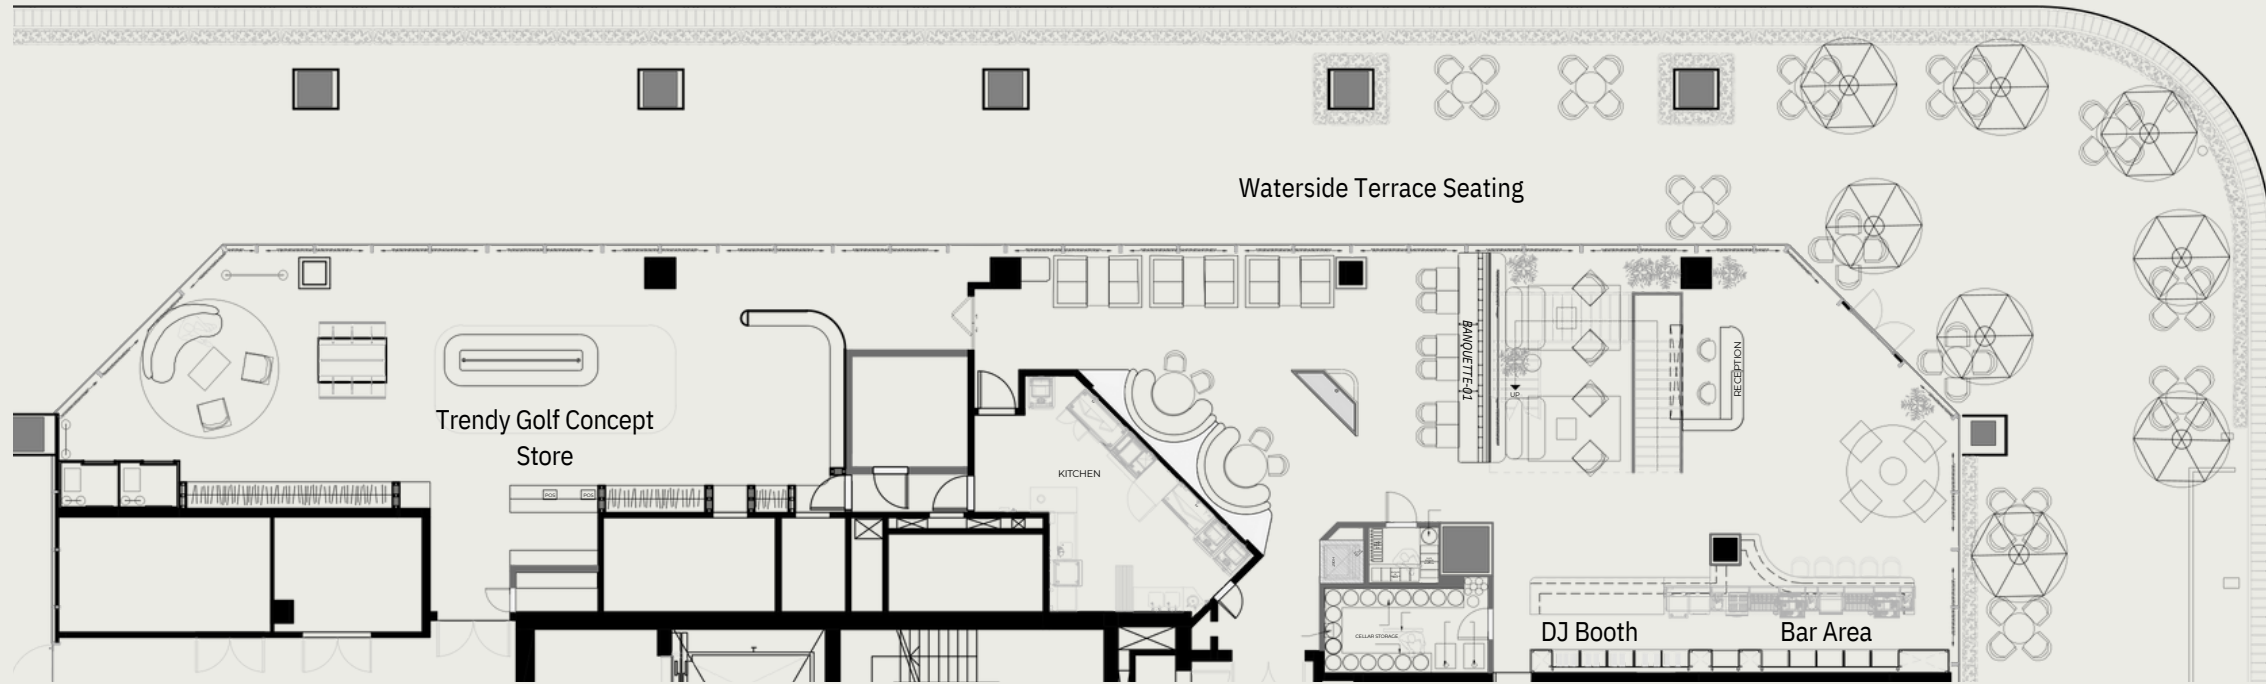 Waterside Terrace Seating
BANQUETTE-01
RECEPTION
UP
Trendy Golf Concept
Store
KITCHEN
POS
POS
CELLAR STORAGE
DJ Booth
Bar Area